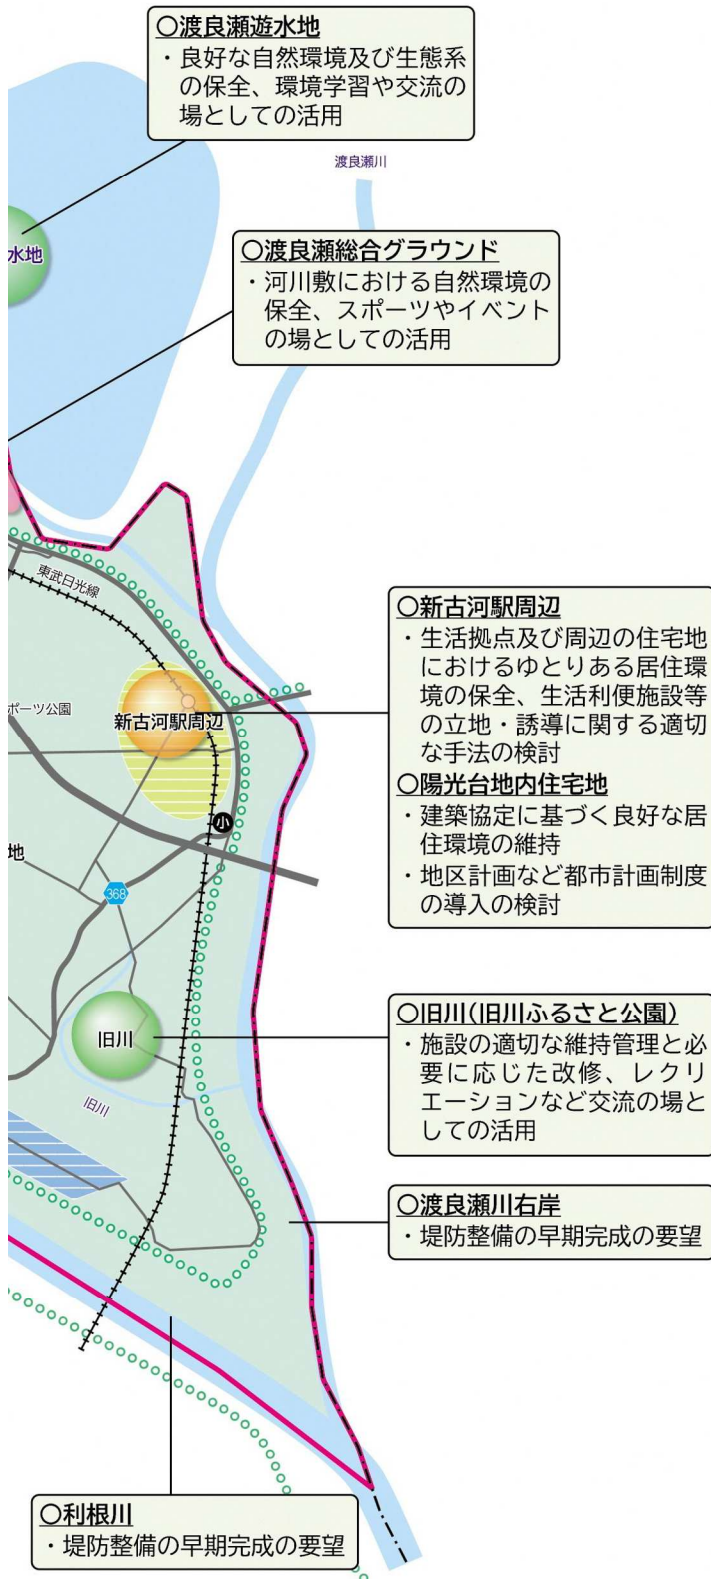 ○渡良瀬遊水地
・良好な自然環境及び生態系
の保全、環境学習や交流の
場としての活用
渡良瀬川
水地
○渡良瀬総合グラウンド
・河川敷における自然環境の
保全、スポーツやイベント
の場としての活用
東武日光線
○新古河駅周辺
・生活拠点及び周辺の住宅地
におけるゆとりある居住環
境の保全、生活利便施設等
の立地・誘導に関する適切
な手法の検討
○陽光台地内住宅地
・建築協定に基づく良好な居
住環境の維持
・地区計画など都市計画制度
の導入の検討
ポーツ公園
新古河駅周辺
小
地
368
○旧川(旧川ふるさと公園)
・施設の適切な維持管理と必
要に応じた改修、レクリ
エーションなど交流の場と
しての活用
旧川
旧川
○渡良瀬川右岸
・堤防整備の早期完成の要望
○利根川
・堤防整備の早期完成の要望